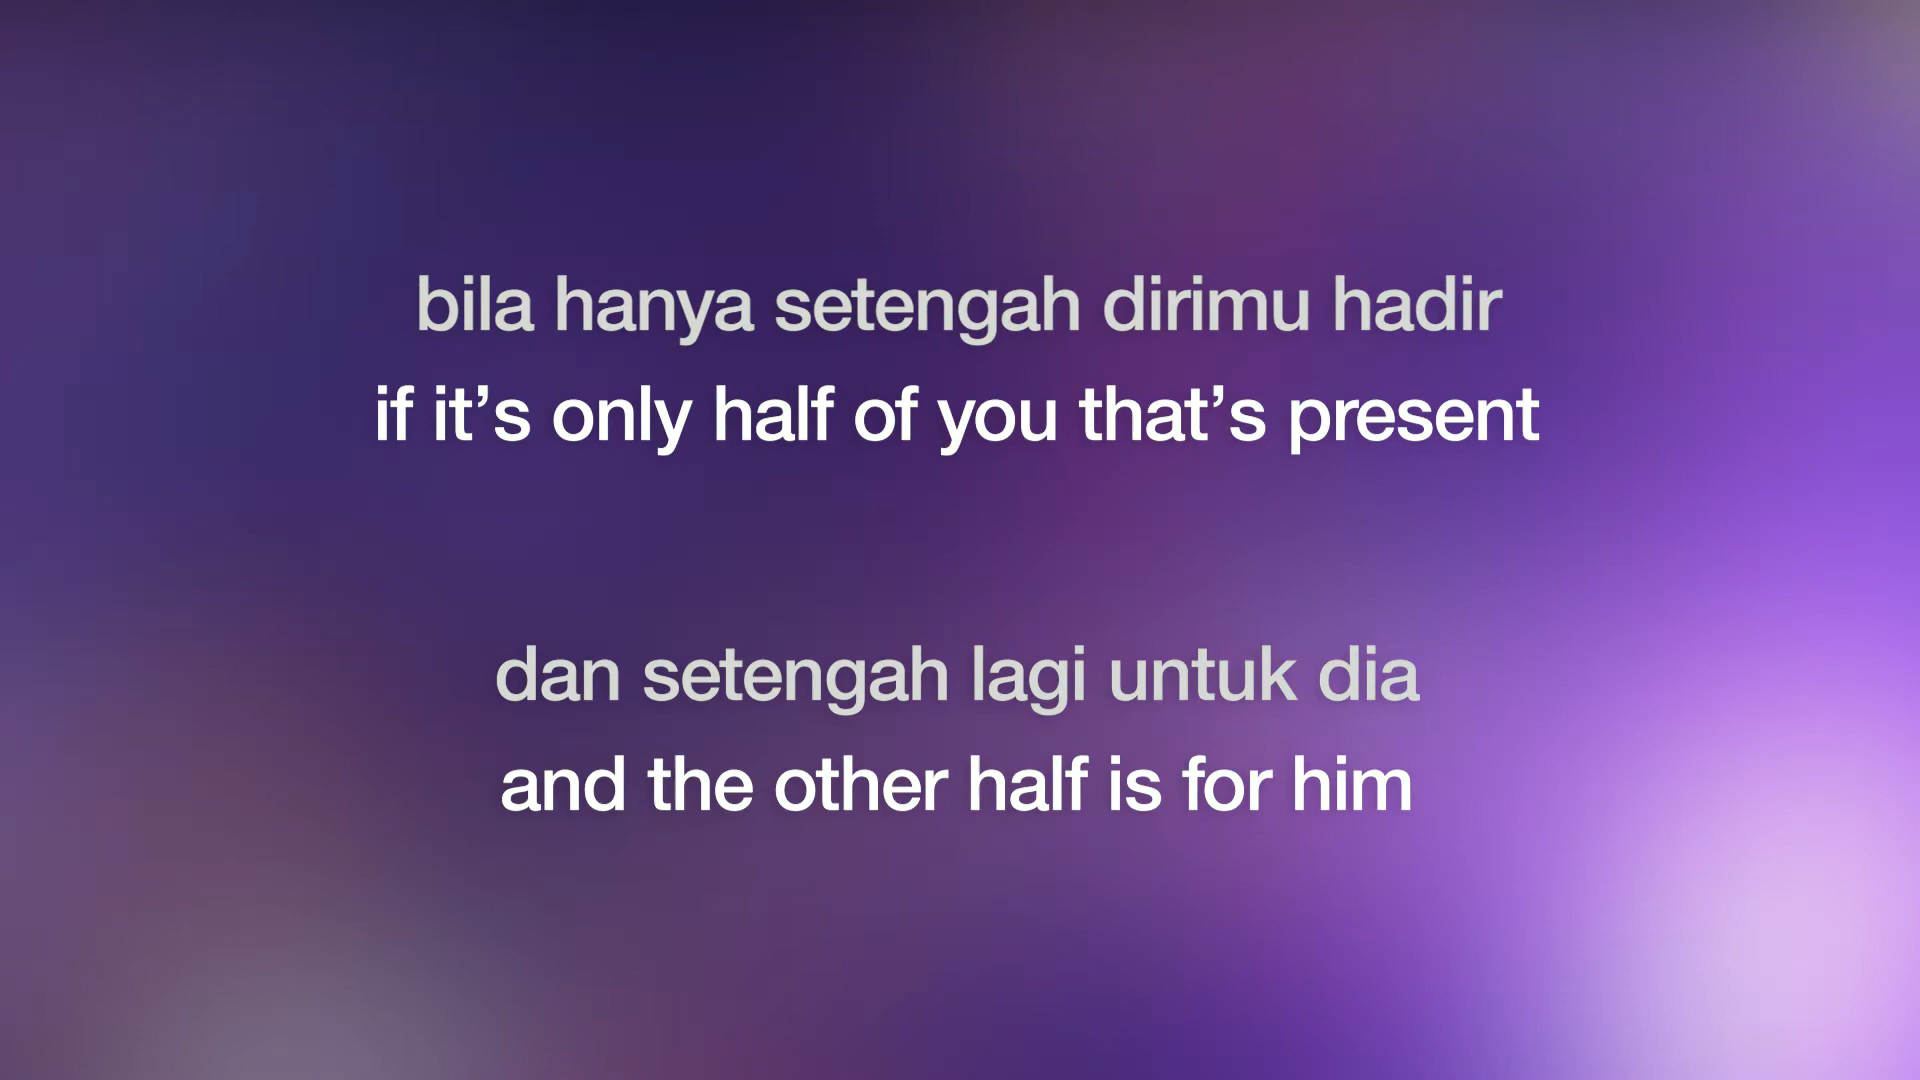 bila hanya setengah dirimu hadir
if it’s only half of you that’s present
dan setengah lagi untuk dia
and the other half is for him